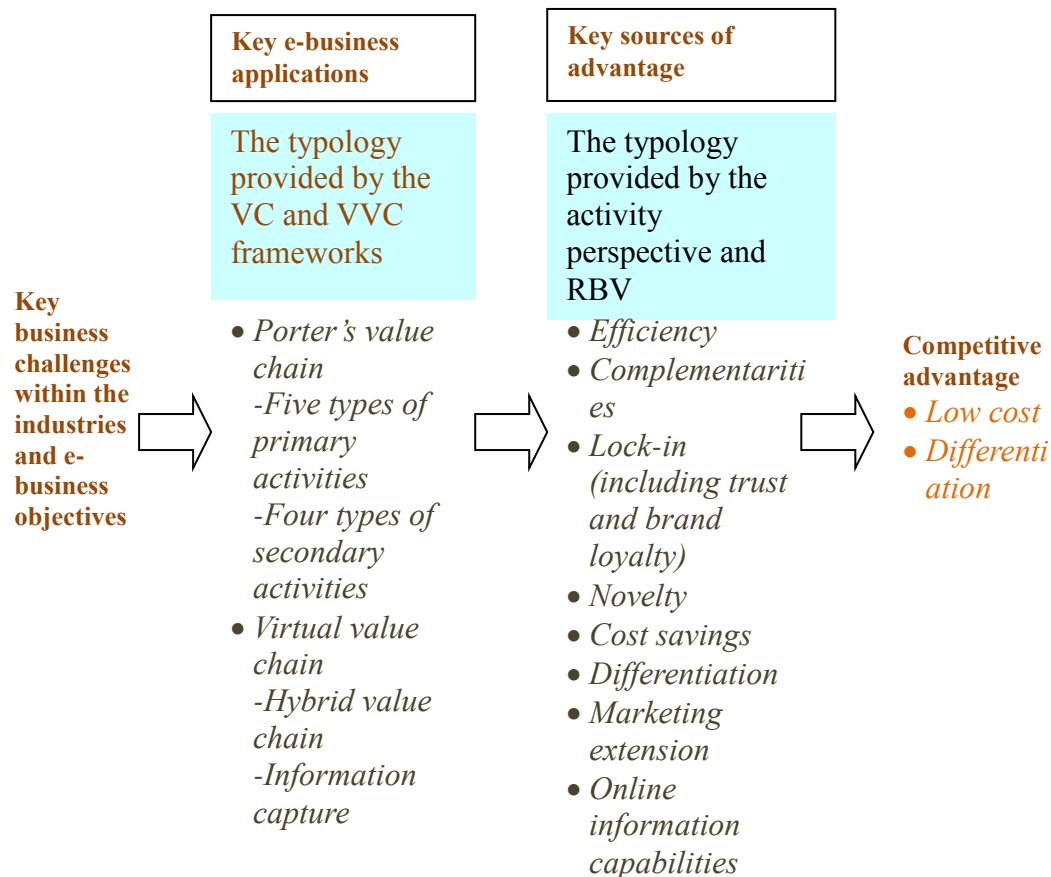 Key e-business
applications
Key sources of
advantage
The typology
provided by the
VC and VVC
frameworks
The typology
provided by the
activity
perspective and
RBV
Key
business
challenges
within the
industries
and e-
business
objectives
• Porter’s value
chain
-Five types of
primary
activities
-Four types of
secondary
activities
• Virtual value
chain
-Hybrid value
chain
-Information
capture
• Efficiency
• Complementariti
es
• Lock-in
(including trust
and brand
loyalty)
• Novelty
• Cost savings
• Differentiation
• Marketing
extension
• Online
information
capabilities
Competitive
advantage
• Low cost
• Differenti
ation